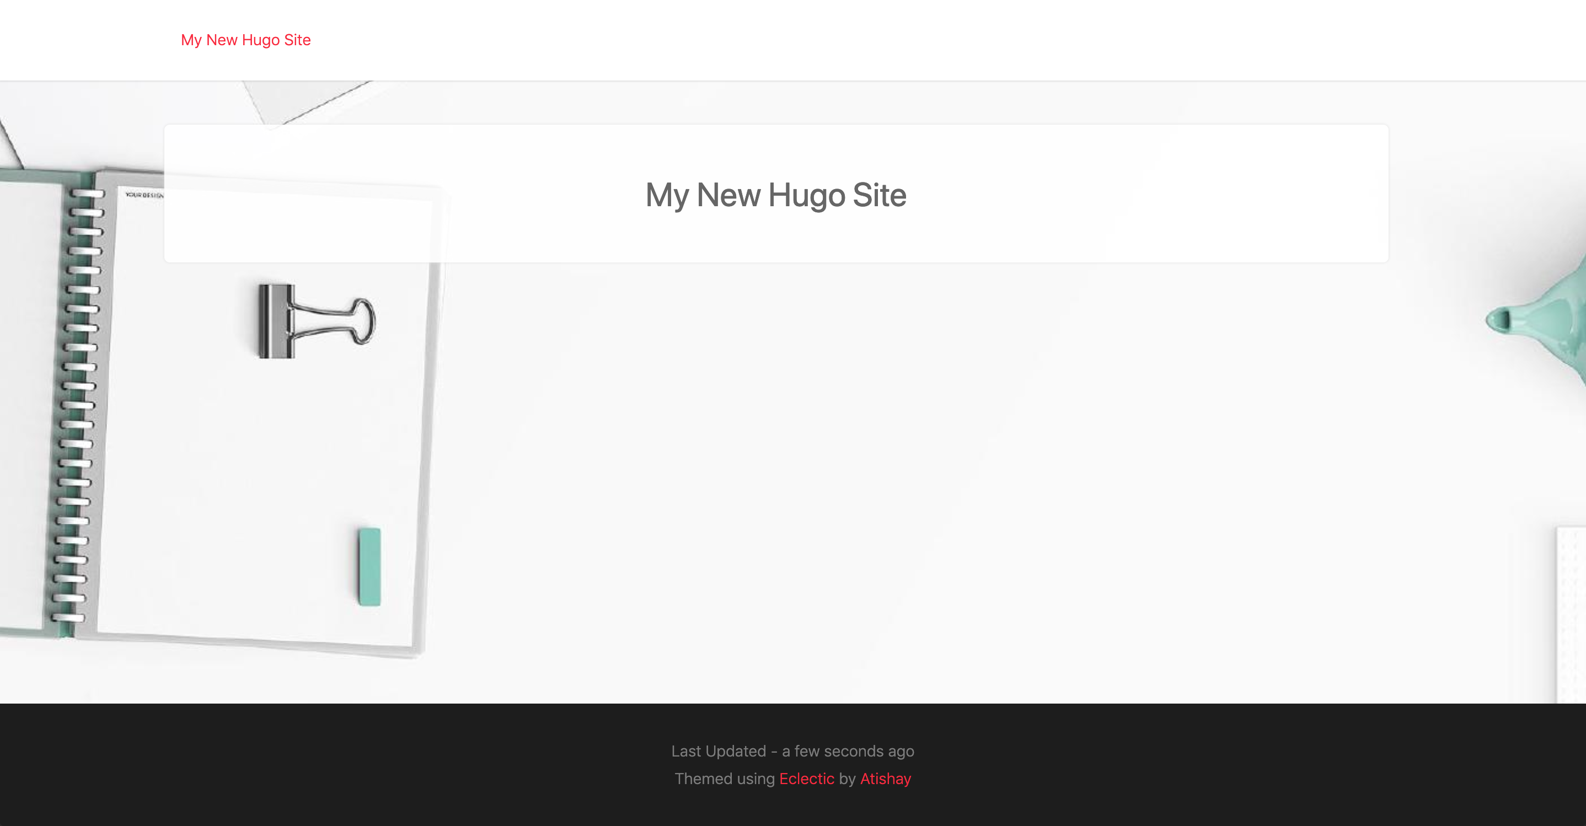 My New Hugo Site
YOUR DESIGN
My New Hugo Site
Last Updated - a few seconds ago
Themed using Eclectic by Atishay